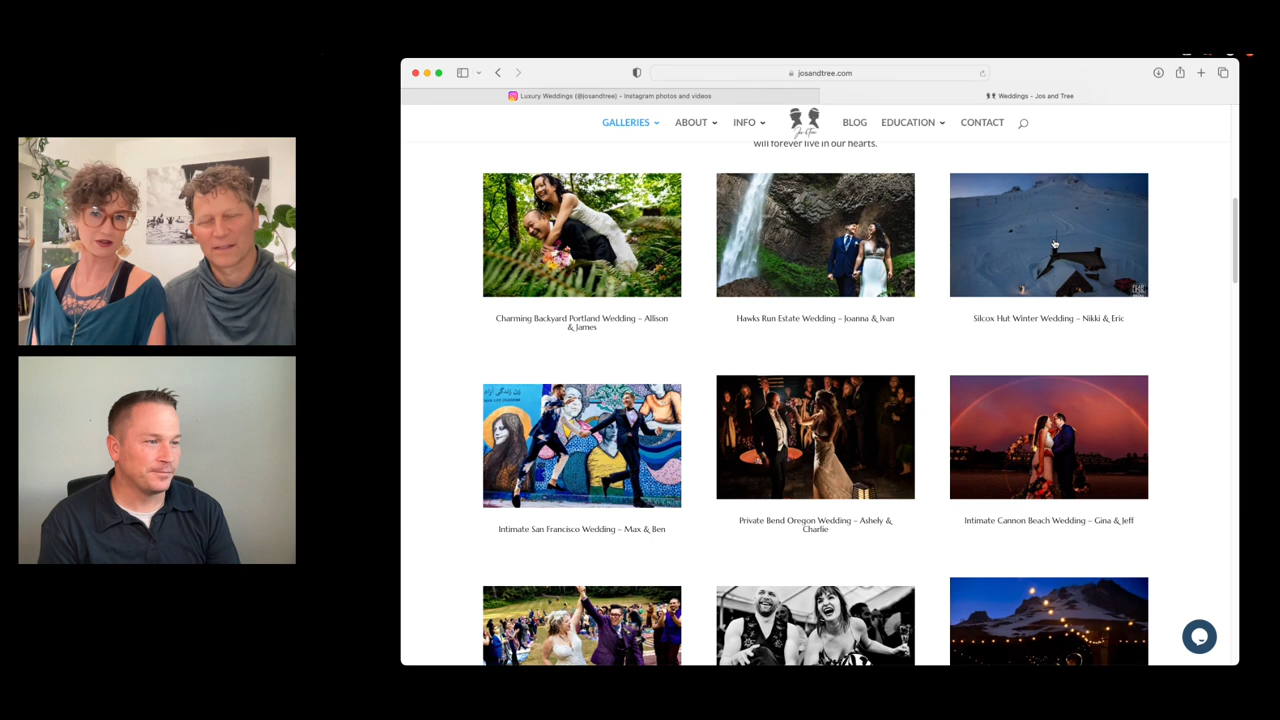 josandtree.com
Luxury Weddings (@josandtree) • Instagram photos and videos
Weddings - Jos and Tree
GALLERIES
ABOUT
INFO
Jos & Tree
BLOG
EDUCATION
CONTACT
will forever live in our hearts.
Charming Backyard Portland Wedding – Allison
& James
Hawks Run Estate Wedding – Joanna & Ivan
Silcox Hut Winter Wedding – Nikki & Eric
Intimate San Francisco Wedding – Max & Ben
Private Bend Oregon Wedding – Ashely &
Charlie
Intimate Cannon Beach Wedding – Gina & Jeff